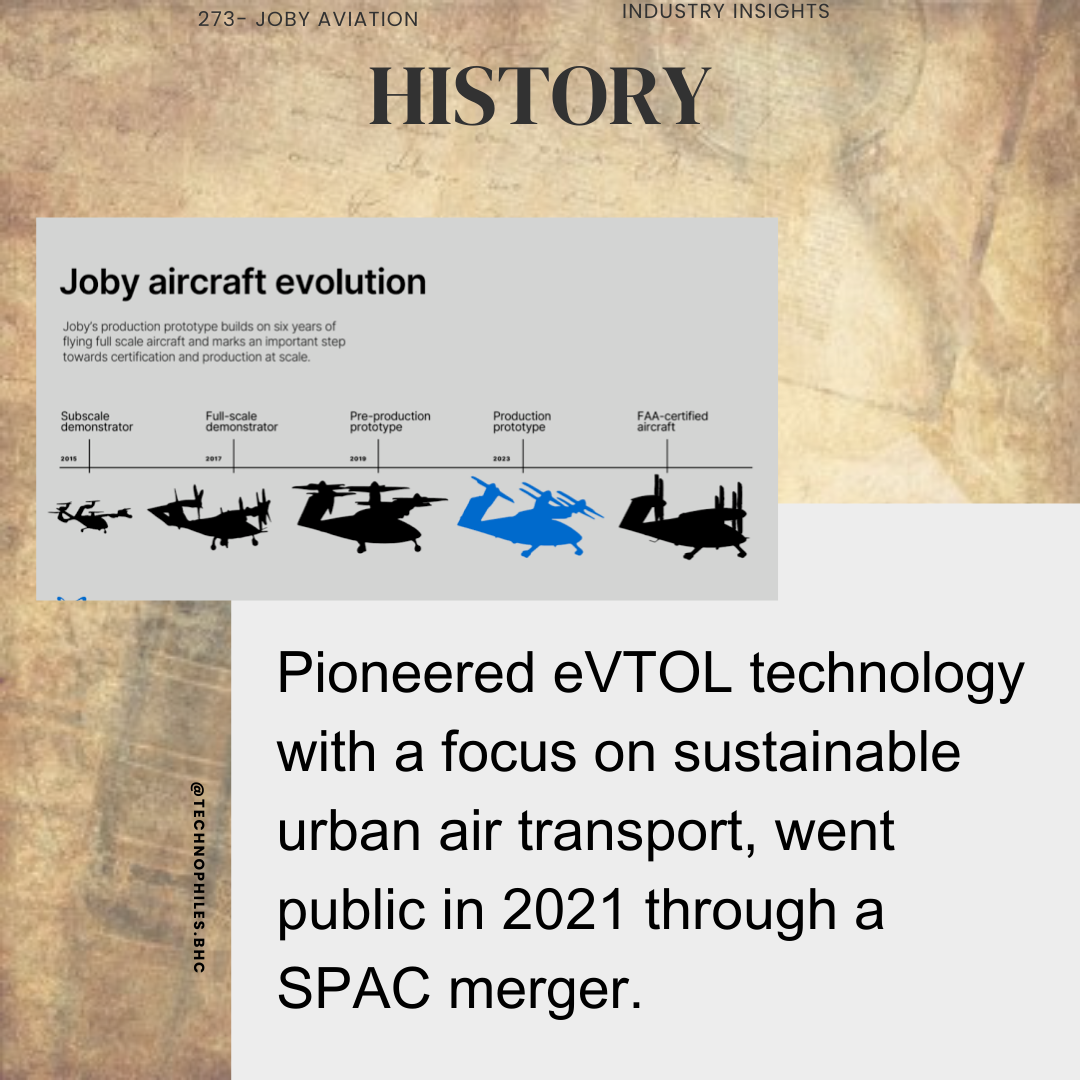 273- JOBY AVIATION
INDUSTRY INSIGHTS
HISTORY
Joby aircraft evolution
Joby's production prototype builds on six years of
flying full scale aircraft and marks an important step
towards certification and production at scale.
Subscale
demonstrator
2015
Full-scale
demonstrator
2017
Pre-production
prototype
2019
Production
prototype
2023
FAA-certified
aircraft
Pioneered eVTOL technology
with a focus on sustainable
urban air transport, went
public in 2021 through a
SPAC merger.
@TECHNOPHILES.BHC